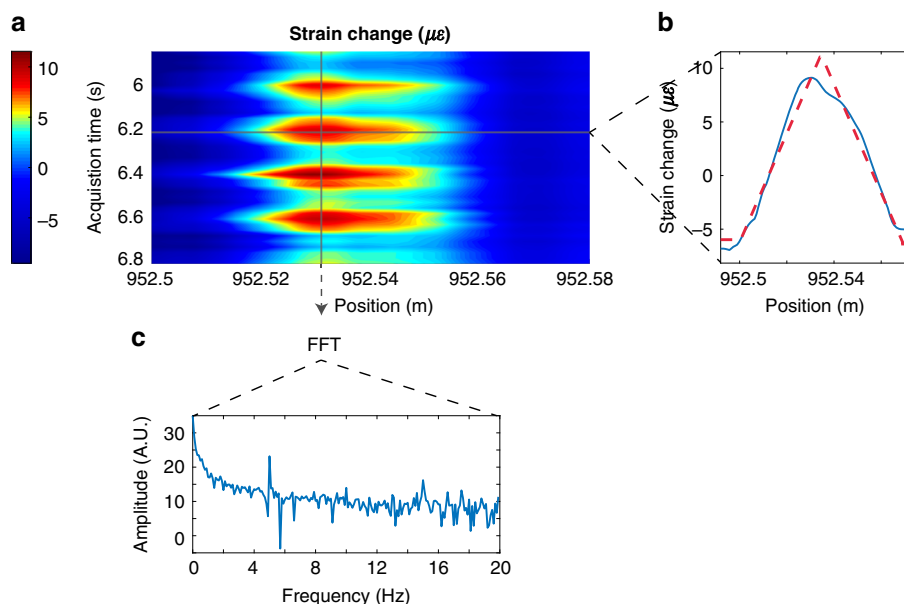 a
Strain change (με)
10
5
0
−5
Acquistion time (s)
6
6.2
6.4
6.6
6.8
952.5
952.52
952.54
952.56
952.58
Position (m)
b
Strain change (με)
10
5
0
−5
952.5
952.54
Position (m)
c
FFT
Amplitude (A.U.)
30
20
10
0
0
4
8
12
16
20
Frequency (Hz)